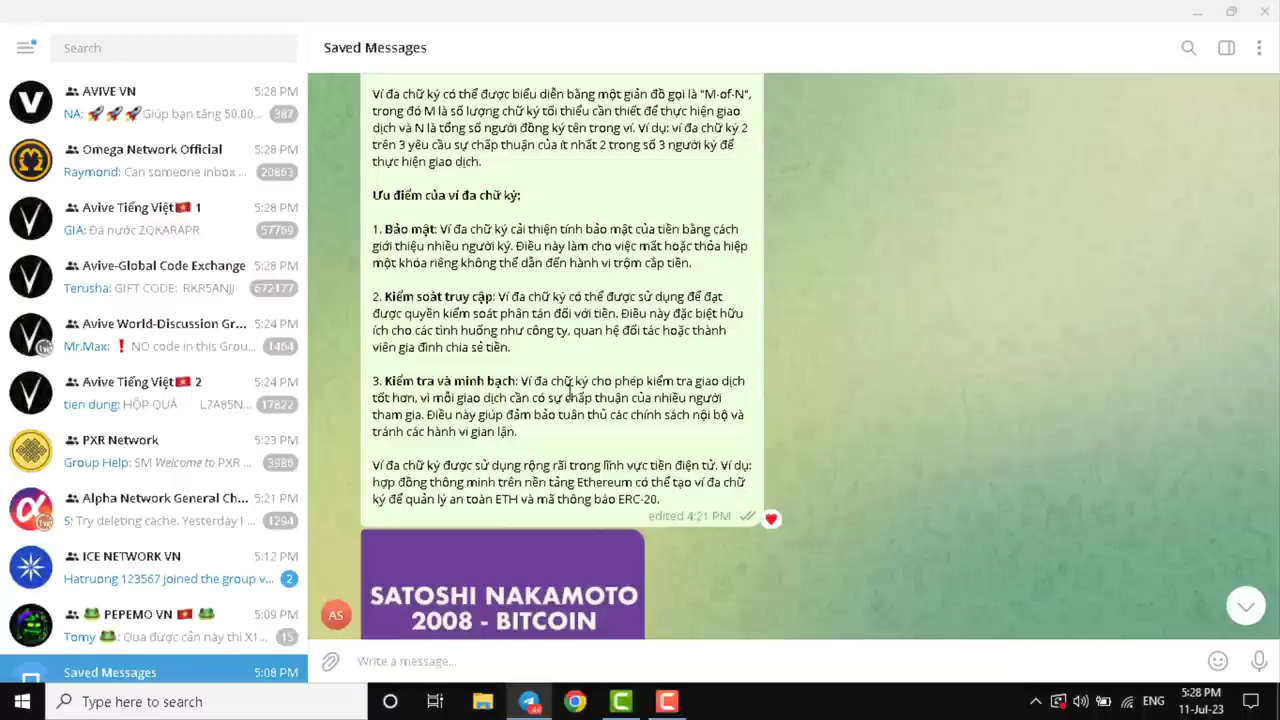 Search
Saved Messages
AVIVE VN 5:28 PM
NA: 🚀🚀🚀Giúp bạn tăng 50.00... 387
Omega Network Official 5:28 PM
Raymond: Can someone inbox ... 20863
Avive Tiếng Việt🇻🇳 1 5:28 PM
GIA: Đá nước ZQKARAPR 57769
Avive-Global Code Exchange 5:28 PM
Terusha: GIFT CODE: RKR5ANJJ 672177
Avive World-Discussion Gr... 5:24 PM
Mr.Max: ❗ NO code in this Grou... 1464
Avive Tiếng Việt🇻🇳 2 5:24 PM
tien dung: HỘP QUÀ L7A85N... 17822
PXR Network 5:23 PM
Group Help: SM Welcome to PXR ... 3986
Alpha Network General Ch... 5:21 PM
S: Try deleting cache. Yesterday I ... 1294
ICE NETWORK VN 5:12 PM
Hatruong 123567 joined the group v... 2
🐸 PEPEMO VN 🇻🇳 🐸 5:09 PM
Tomy 🐸: Qua được cản này thì X1... 15
Saved Messages 5:08 PM
Ví đa chữ ký có thể được biểu diễn bằng một giản đồ gọi là "M-of-N",
trong đó M là số lượng chữ ký tối thiểu cần thiết để thực hiện giao
dịch và N là tổng số người đồng ký tên trong ví. Ví dụ: ví đa chữ ký 2
trên 3 yêu cầu sự chấp thuận của ít nhất 2 trong số 3 người ký để
thực hiện giao dịch.
Ưu điểm của ví đa chữ ký:
1. Bảo mật: Ví đa chữ ký cải thiện tính bảo mật của tiền bằng cách
giới thiệu nhiều người ký. Điều này làm cho việc mất hoặc thỏa hiệp
một khóa riêng không thể dẫn đến hành vi trộm cắp tiền.
2. Kiểm soát truy cập: Ví đa chữ ký có thể được sử dụng để đạt
được quyền kiểm soát phân tán đối với tiền. Điều này đặc biệt hữu
ích cho các tình huống như công ty, quan hệ đối tác hoặc thành
viên gia đình chia sẻ tiền.
3. Kiểm tra và minh bạch: Ví đa chữ ký cho phép kiểm tra giao dịch
tốt hơn, vì mỗi giao dịch cần có sự chấp thuận của nhiều người
tham gia. Điều này giúp đảm bảo tuân thủ các chính sách nội bộ và
tránh các hành vi gian lận.
Ví đa chữ ký được sử dụng rộng rãi trong lĩnh vực tiền điện tử. Ví dụ:
hợp đồng thông minh trên nền tảng Ethereum có thể tạo ví đa chữ
ký để quản lý an toàn ETH và mã thông báo ERC-20.
edited 4:21 PM
SATOSHI NAKAMOTO
2008 - BITCOIN
AS
Write a message...
Type here to search
ENG
5:28 PM
11-Jul-23